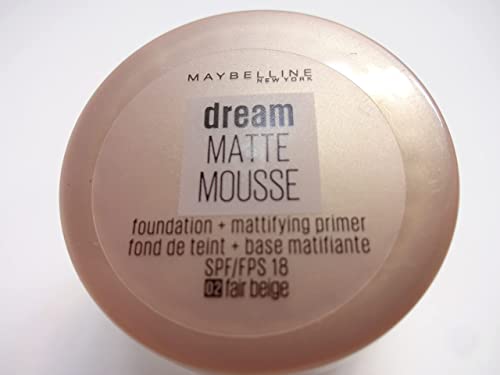 MAYBELLINE
NEW YORK
dream
MATTE
MOUSSE
foundation + mattifying primer
fond de teint + base matifiante
SPF/FPS 18
02 fair beige